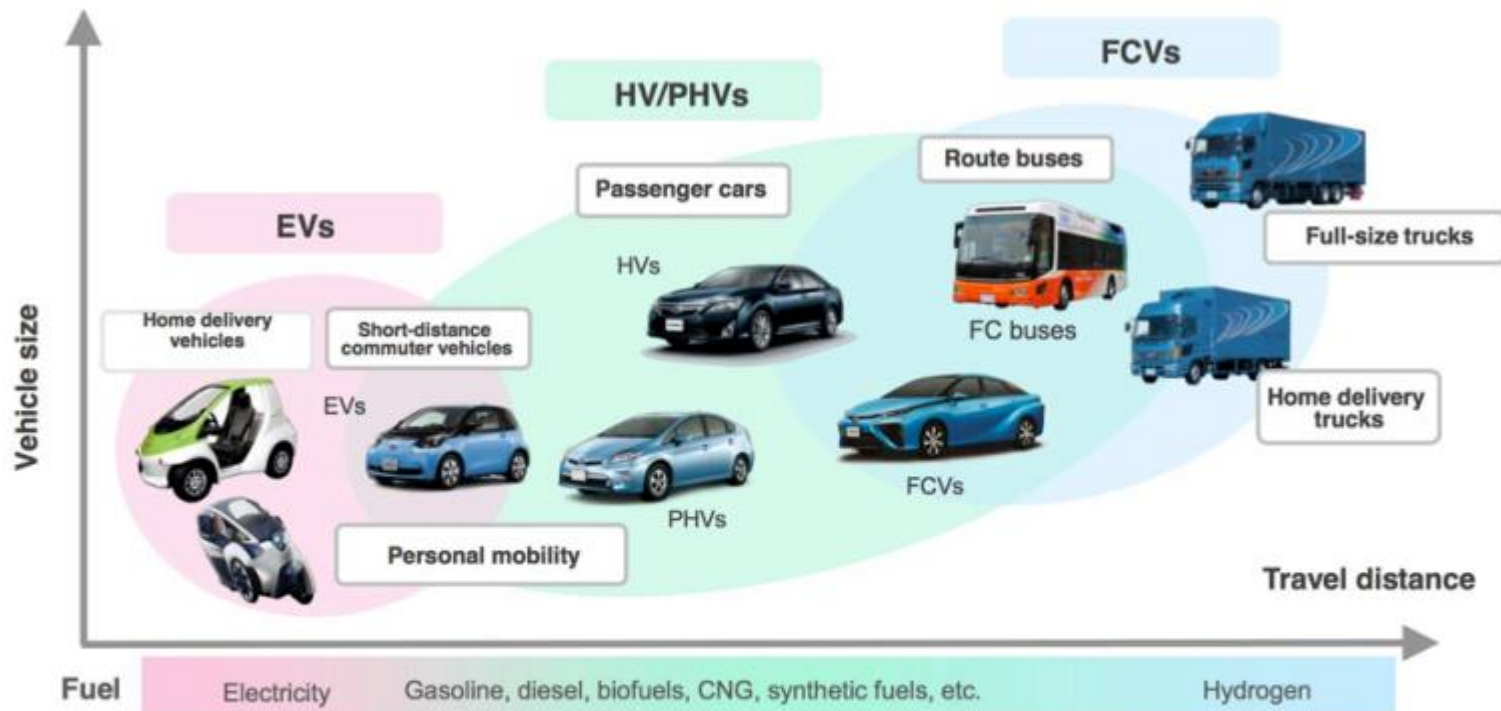 FCVs
HV/PHVs
Route buses
Passenger cars
EVs
Full-size trucks
HVs
Home delivery
vehicles
Short-distance
commuter vehicles
FC buses
EVs
Home delivery
trucks
FCVs
PHVs
Personal mobility
Vehicle size
Travel distance
Fuel
Electricity
Gasoline, diesel, biofuels, CNG, synthetic fuels, etc.
Hydrogen